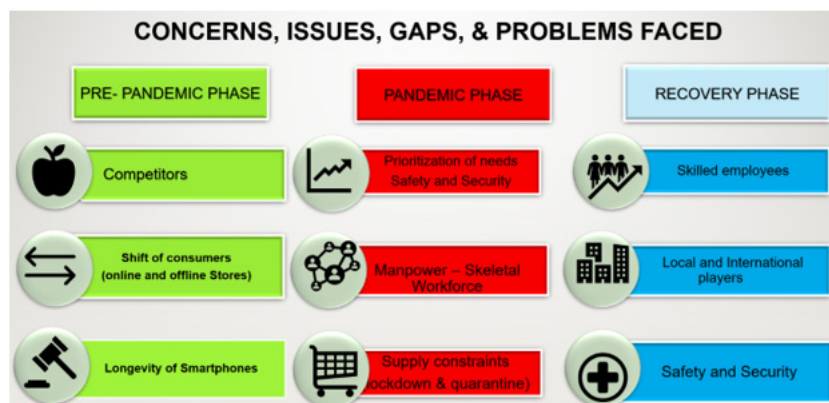 CONCERNS, ISSUES, GAPS, & PROBLEMS FACED
PRE- PANDEMIC PHASE
PANDEMIC PHASE
RECOVERY PHASE
Competitors
Prioritization of needs
Safety and Security
Skilled employees
Shift of consumers
(online and offline Stores)
Manpower – Skeletal
Workforce
Local and International
players
Longevity of Smartphones
Supply constraints
(lockdown & quarantine)
Safety and Security